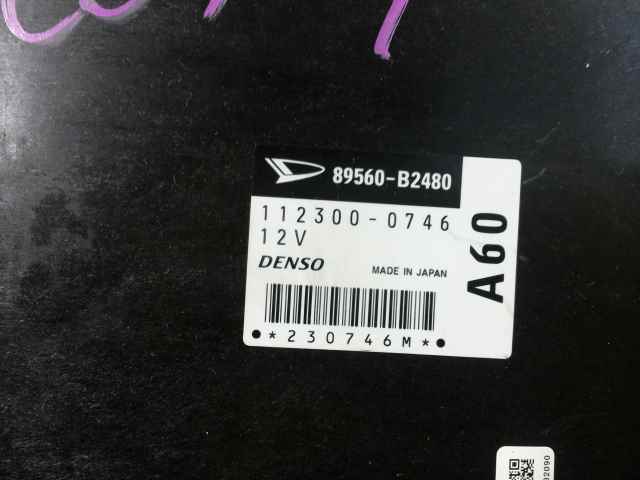 89560-B2480
112300-0746
12V
DENSO MADE IN JAPAN
A60
*230746M*